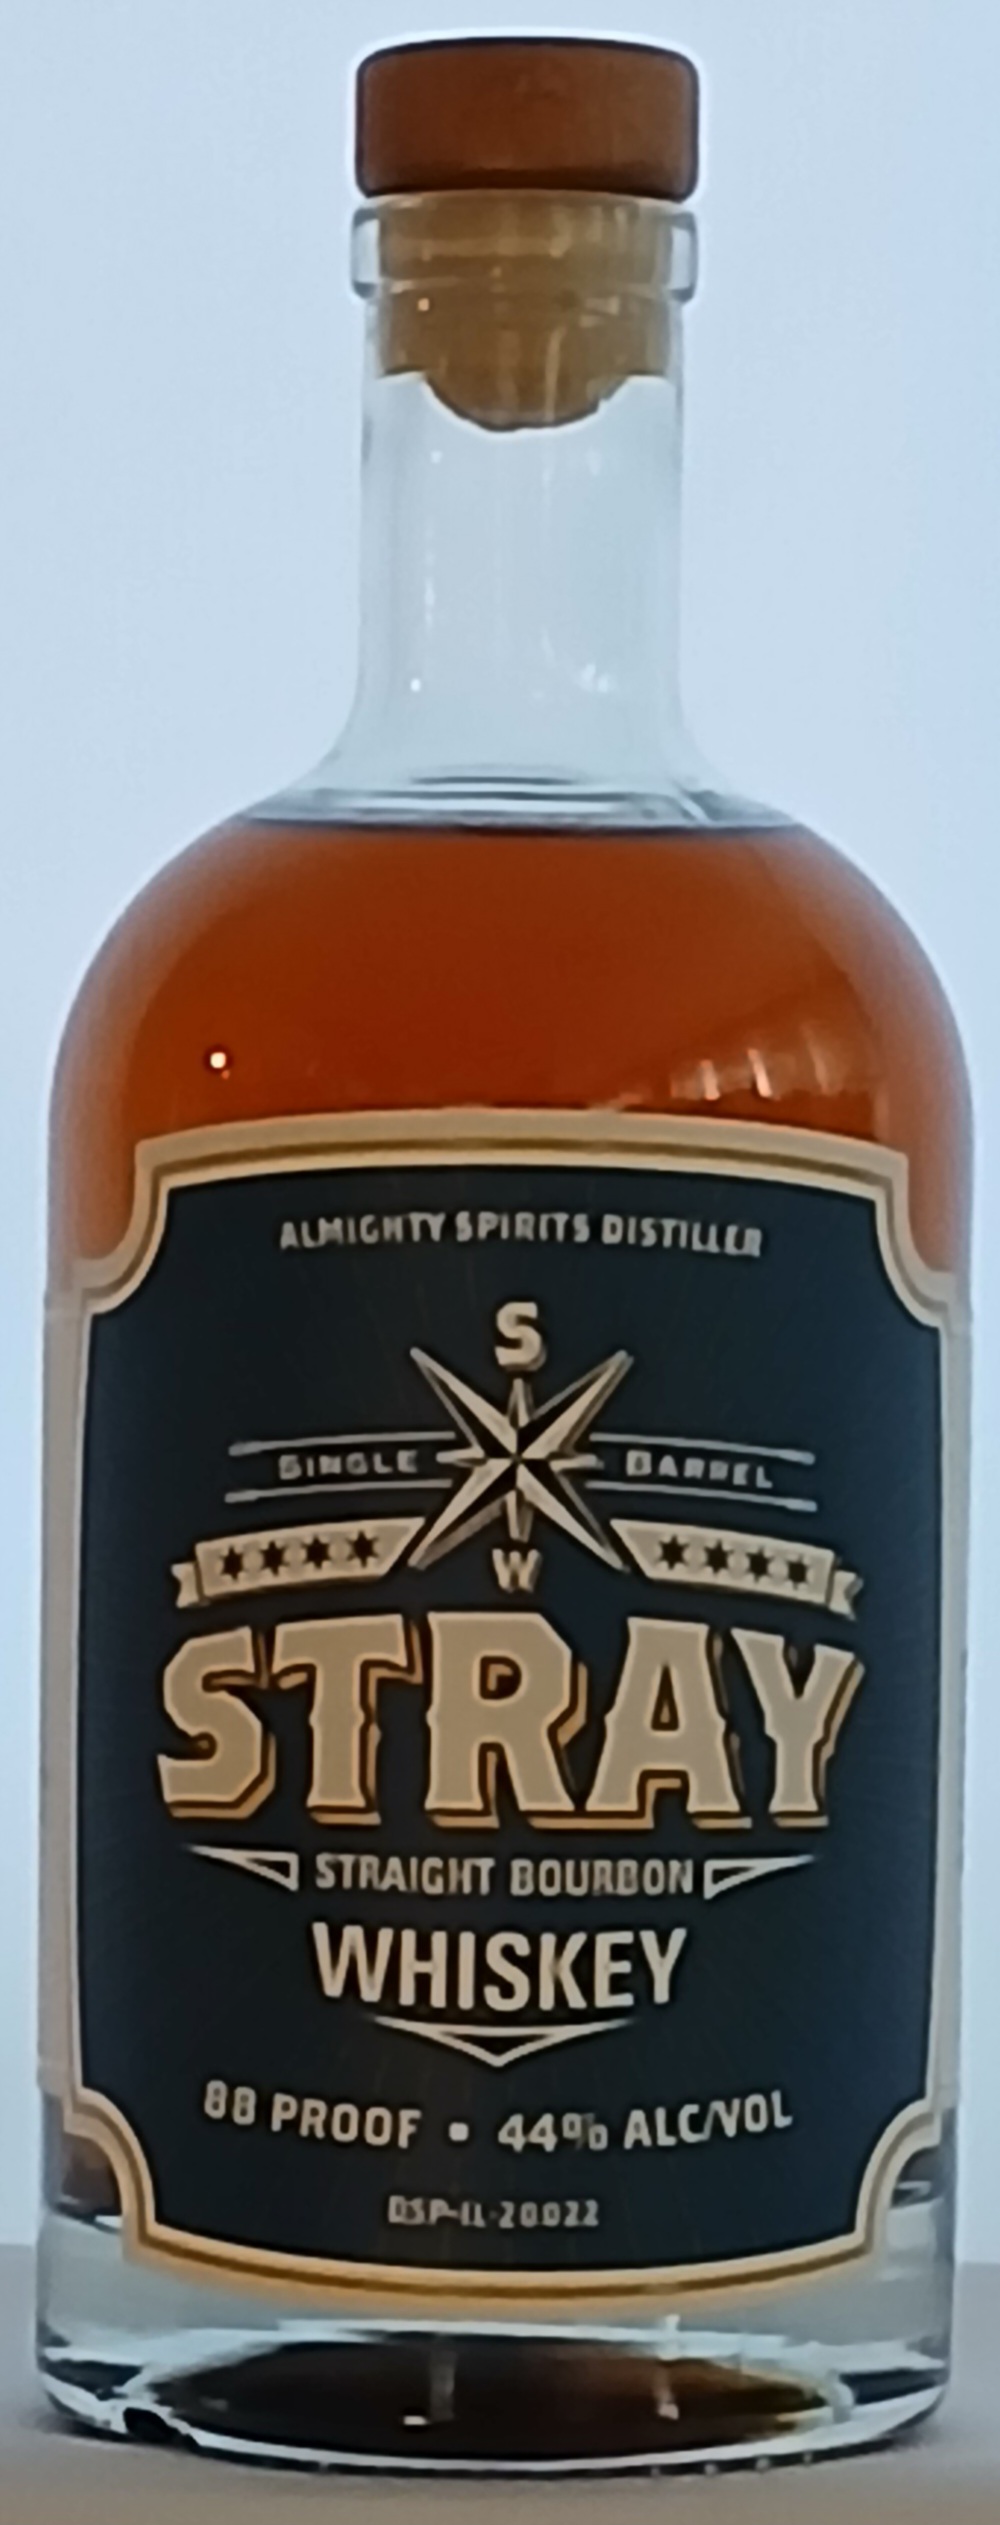 ALMIGHTY SPIRITS DISTILLER
S
SINGLE BARREL
W
STRAY
STRAIGHT BOURBON
WHISKEY
88 PROOF • 44% ALC/VOL
DSP-IL-20022